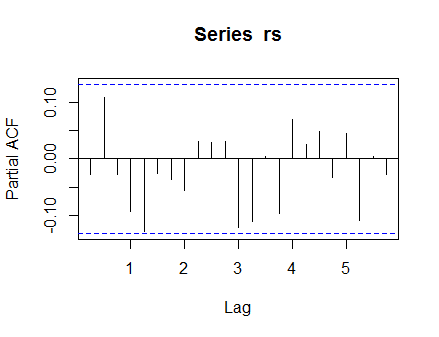 Series rs
Partial ACF
0.10
0.00
-0.10
1 2 3 4 5
Lag